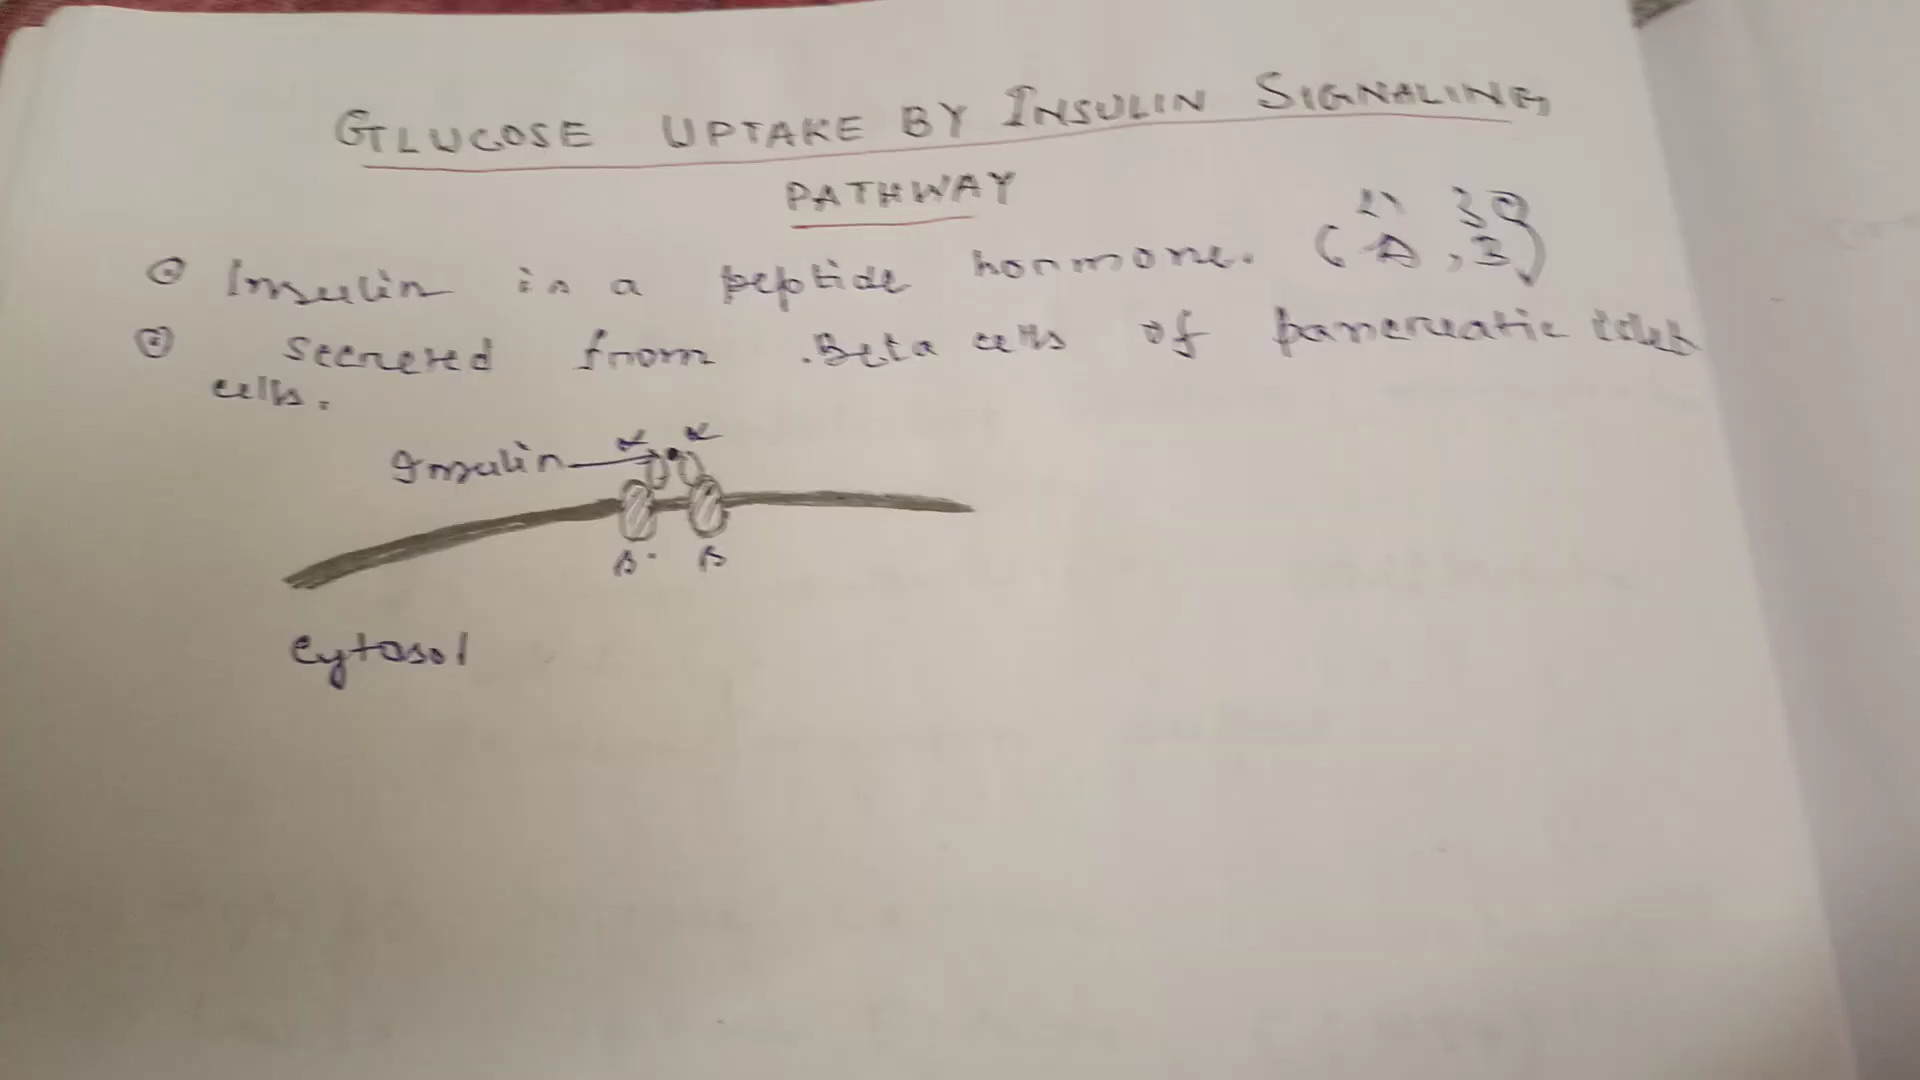 GLUCOSE UPTAKE BY INSULIN SIGNALING
PATHWAY
21 30
Insulin is a peptide hormone. (A, B)
secreted from Beta cells of pancreatic islet
cells.
α α
Insulin
β β
Cytosol